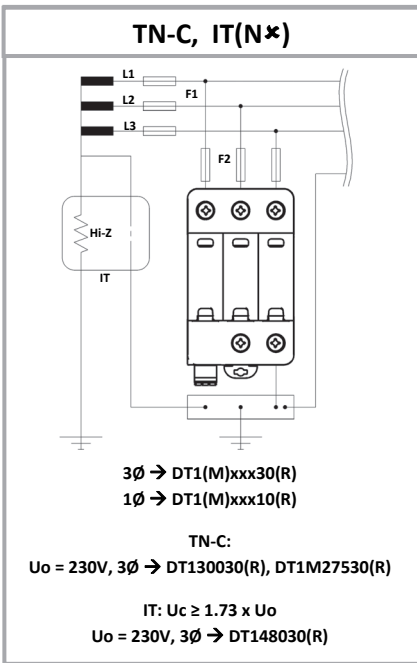 TN-C, IT(N✖)
L1
F1
L2
L3
F2
Hi-Z
IT
3Ø → DT1(M)xxx30(R)
1Ø → DT1(M)xxx10(R)
TN-C:
Uo = 230V, 3Ø → DT130030(R), DT1M27530(R)
IT: Uc ≥ 1.73 x Uo
Uo = 230V, 3Ø → DT148030(R)